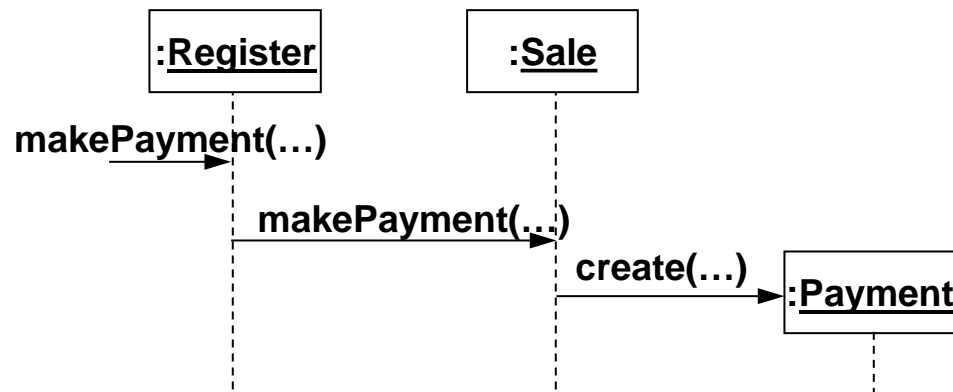 :Register
:Sale
makePayment(…)
makePayment(…)
create(…)
:Payment